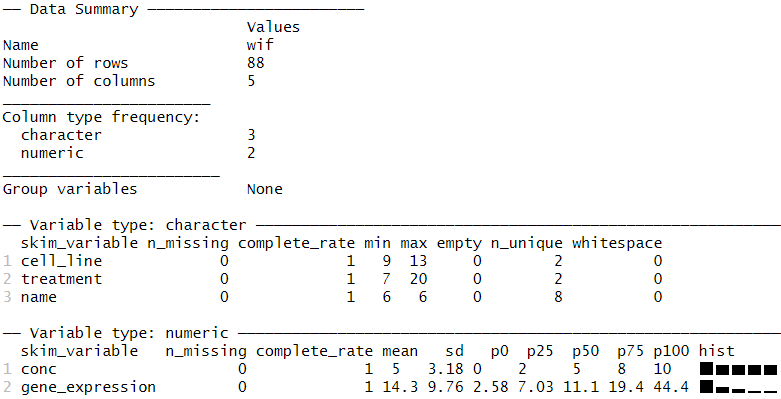 ── Data Summary ────────────────────────
                           Values
Name                       wif
Number of rows             88
Number of columns          5
_______________________
Column type frequency:
  character                3
  numeric                  2
________________________
Group variables            None

── Variable type: character ──────────────────────────────────────────────────────────
  skim_variable n_missing complete_rate min max empty n_unique whitespace
1 cell_line             0             1   9  13     0        2          0
2 treatment             0             1   7  20     0        2          0
3 name                  0             1   6   6     0        8          0

── Variable type: numeric ────────────────────────────────────────────────────────────
  skim_variable   n_missing complete_rate mean   sd   p0  p25  p50  p75 p100 hist
1 conc                    0             1  5   3.18 0    2     5    8   10   ▇▅▅▅▅
2 gene_expression         0             1 14.3 9.76 2.58 7.03 11.1 19.4 44.4 ▇▃▂▁▁